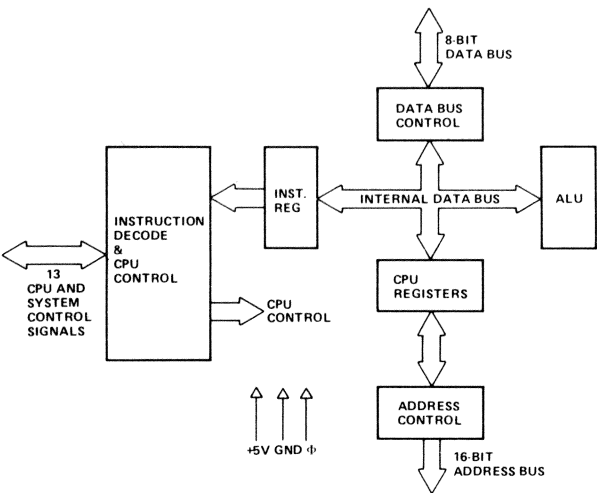 8-BIT
DATA BUS
DATA BUS
CONTROL
INSTRUCTION
DECODE
&
CPU
CONTROL
INST.
REG
INTERNAL DATA BUS
ALU
13
CPU AND
SYSTEM
CONTROL
SIGNALS
CPU
CONTROL
CPU
REGISTERS
ADDRESS
CONTROL
+5V GND Φ
16-BIT
ADDRESS BUS